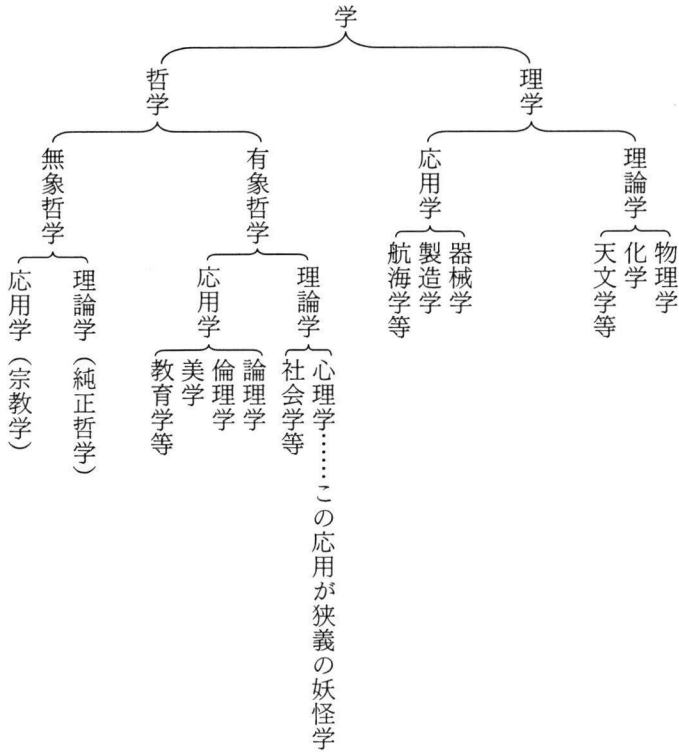 学
理学
理論学
物理学
化学
天文学等
応用学
器械学
製造学
航海学等
哲学
有象哲学
理論学
心理学……この応用が狭義の妖怪学
社会学等
応用学
論理学
倫理学
美学
教育学等
無象哲学
理論学（純正哲学）
応用学（宗教学）